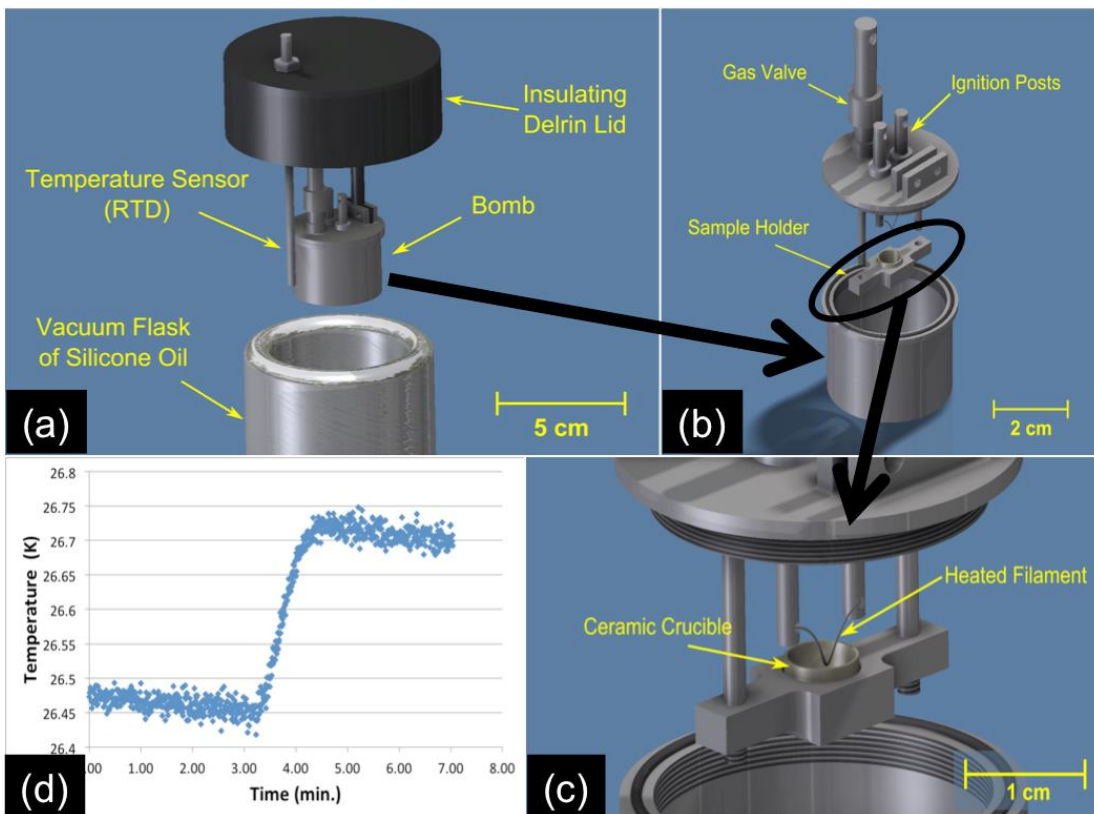 Insulating
Delrin Lid
Temperature Sensor
(RTD)
Bomb
Vacuum Flask
of Silicone Oil
5 cm
(a)
Gas Valve
Ignition Posts
Sample Holder
2 cm
(b)
26.8
26.75
26.7
26.65
26.6
26.55
26.5
26.45
26.4
Temperature (K)
.00 1.00 2.00 3.00 4.00 5.00 6.00 7.00 8.00
Time (min.)
(d)
Heated Filament
Ceramic Crucible
1 cm
(c)